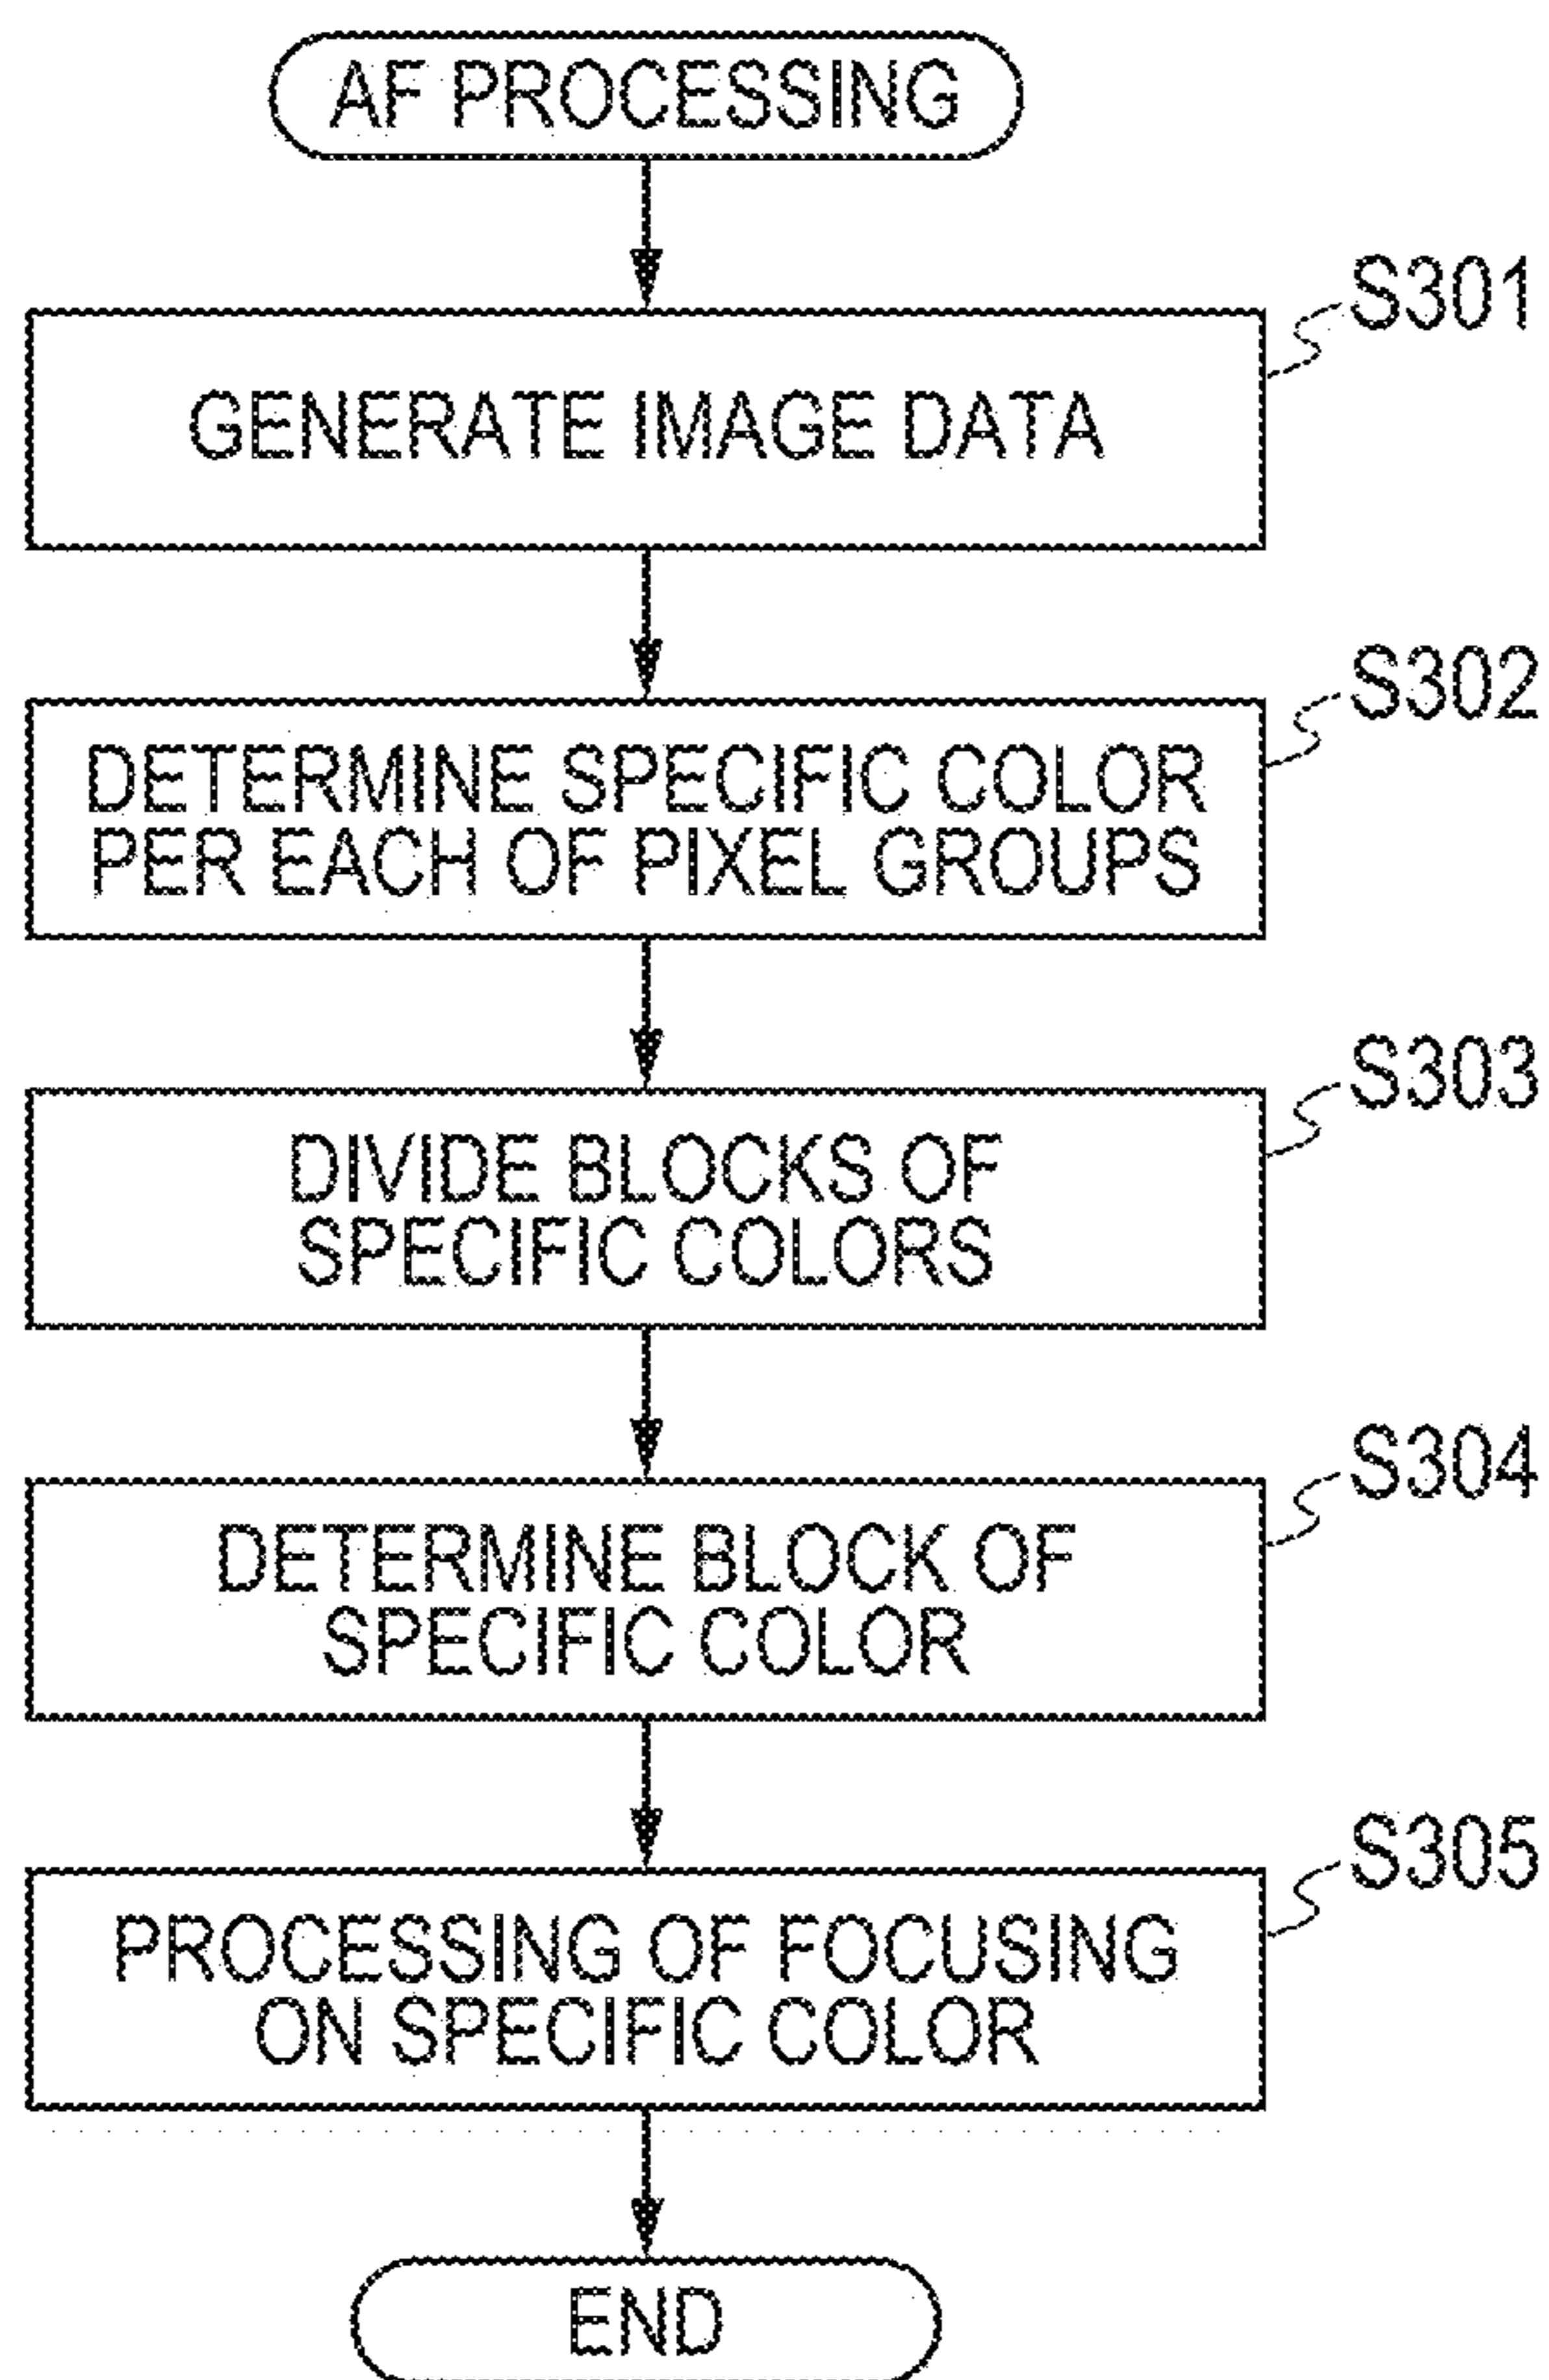 AF PROCESSING
S301
GENERATE IMAGE DATA
S302
DETERMINE SPECIFIC COLOR
PER EACH OF PIXEL GROUPS
S303
DIVIDE BLOCKS OF
SPECIFIC COLORS
S304
DETERMINE BLOCK OF
SPECIFIC COLOR
S305
PROCESSING OF FOCUSING
ON SPECIFIC COLOR
END